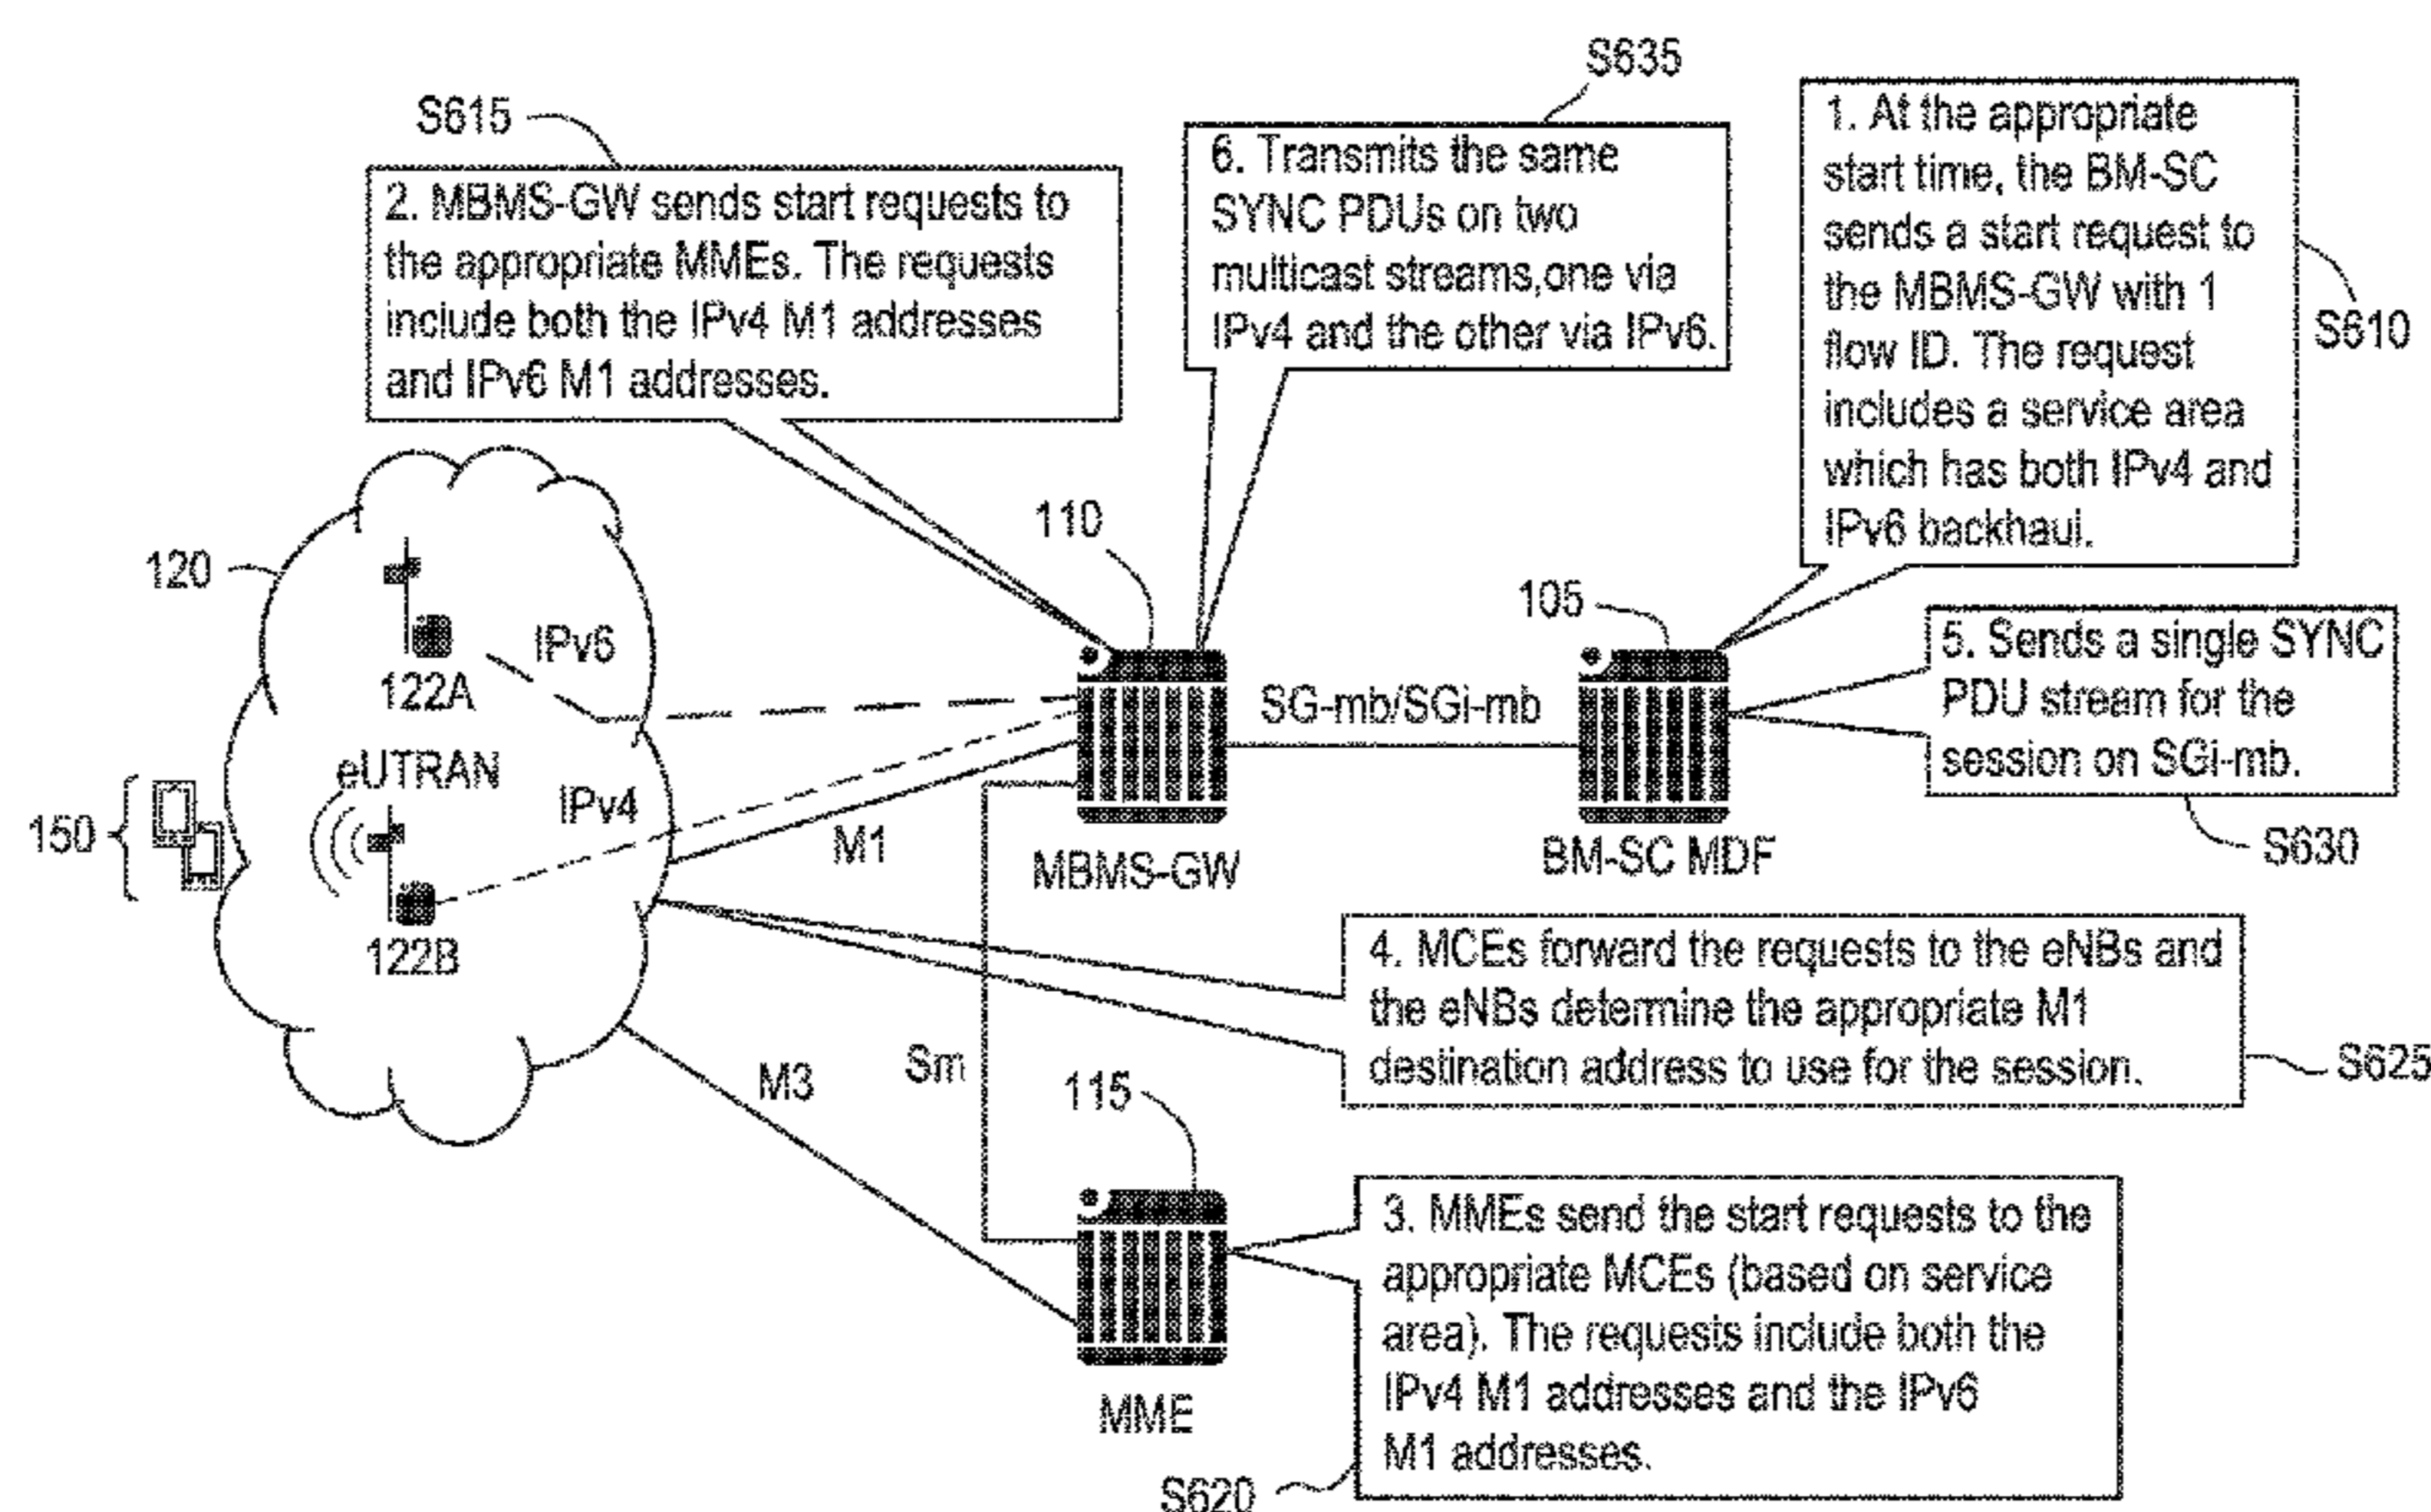 S635
S615
S610
1. At the appropriate
start time, the BM-SC
sends a start request to
the MBMS-GW with 1
flow ID. The request
includes a service area
which has both IPv4 and
IPv6 backhaul.
6. Transmits the same
SYNC PDUs on two
multicast streams,one via
IPv4 and the other via IPv6.
2. MBMS-GW sends start requests to
the appropriate MMEs. The requests
include both the IPv4 M1 addresses
and IPv6 M1 addresses.
120
110
105
IPv6
122A
eUTRAN
IPv4
150
122B
M1
MBMS-GW
SG-mb/SGi-mb
BM-SC MDF
5. Sends a single SYNC
PDU stream for the
session on SGi-mb.
S630
4. MCEs forward the requests to the eNBs and
the eNBs determine the appropriate M1
destination address to use for the session.
S625
M3
Sm
115
MME
3. MMEs send the start requests to the
appropriate MCEs (based on service
area). The requests include both the
IPv4 M1 addresses and the IPv6
M1 addresses.
S620